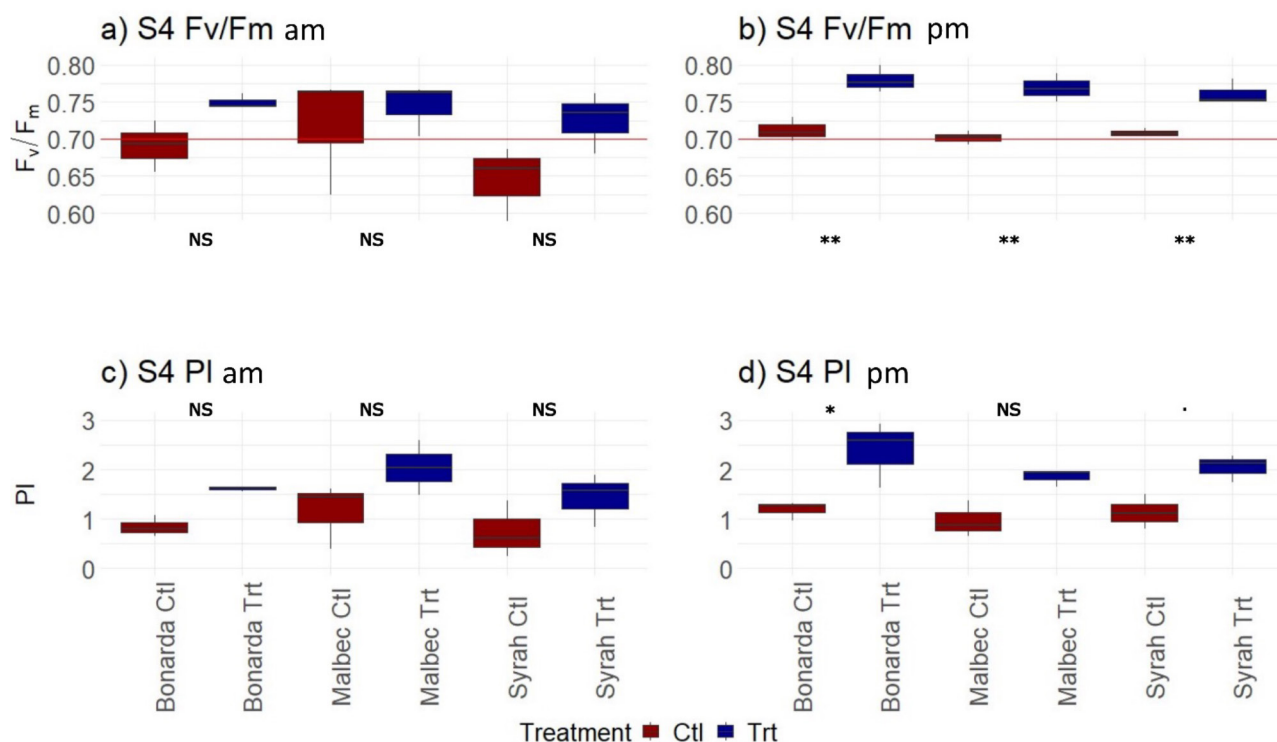 a) S4 Fv/Fm am
b) S4 Fv/Fm pm
Fv/Fm
0.80
0.75
0.70
0.65
0.60
NS NS NS
0.80
0.75
0.70
0.65
0.60
** ** **
c) S4 PI am
d) S4 PI pm
NS NS NS
* NS .
PI
3
2
1
0
3
2
1
0
Bonarda Ctl
Bonarda Trt
Malbec Ctl
Malbec Trt
Syrah Ctl
Syrah Trt
Bonarda Ctl
Bonarda Trt
Malbec Ctl
Malbec Trt
Syrah Ctl
Syrah Trt
Treatment Ctl Trt